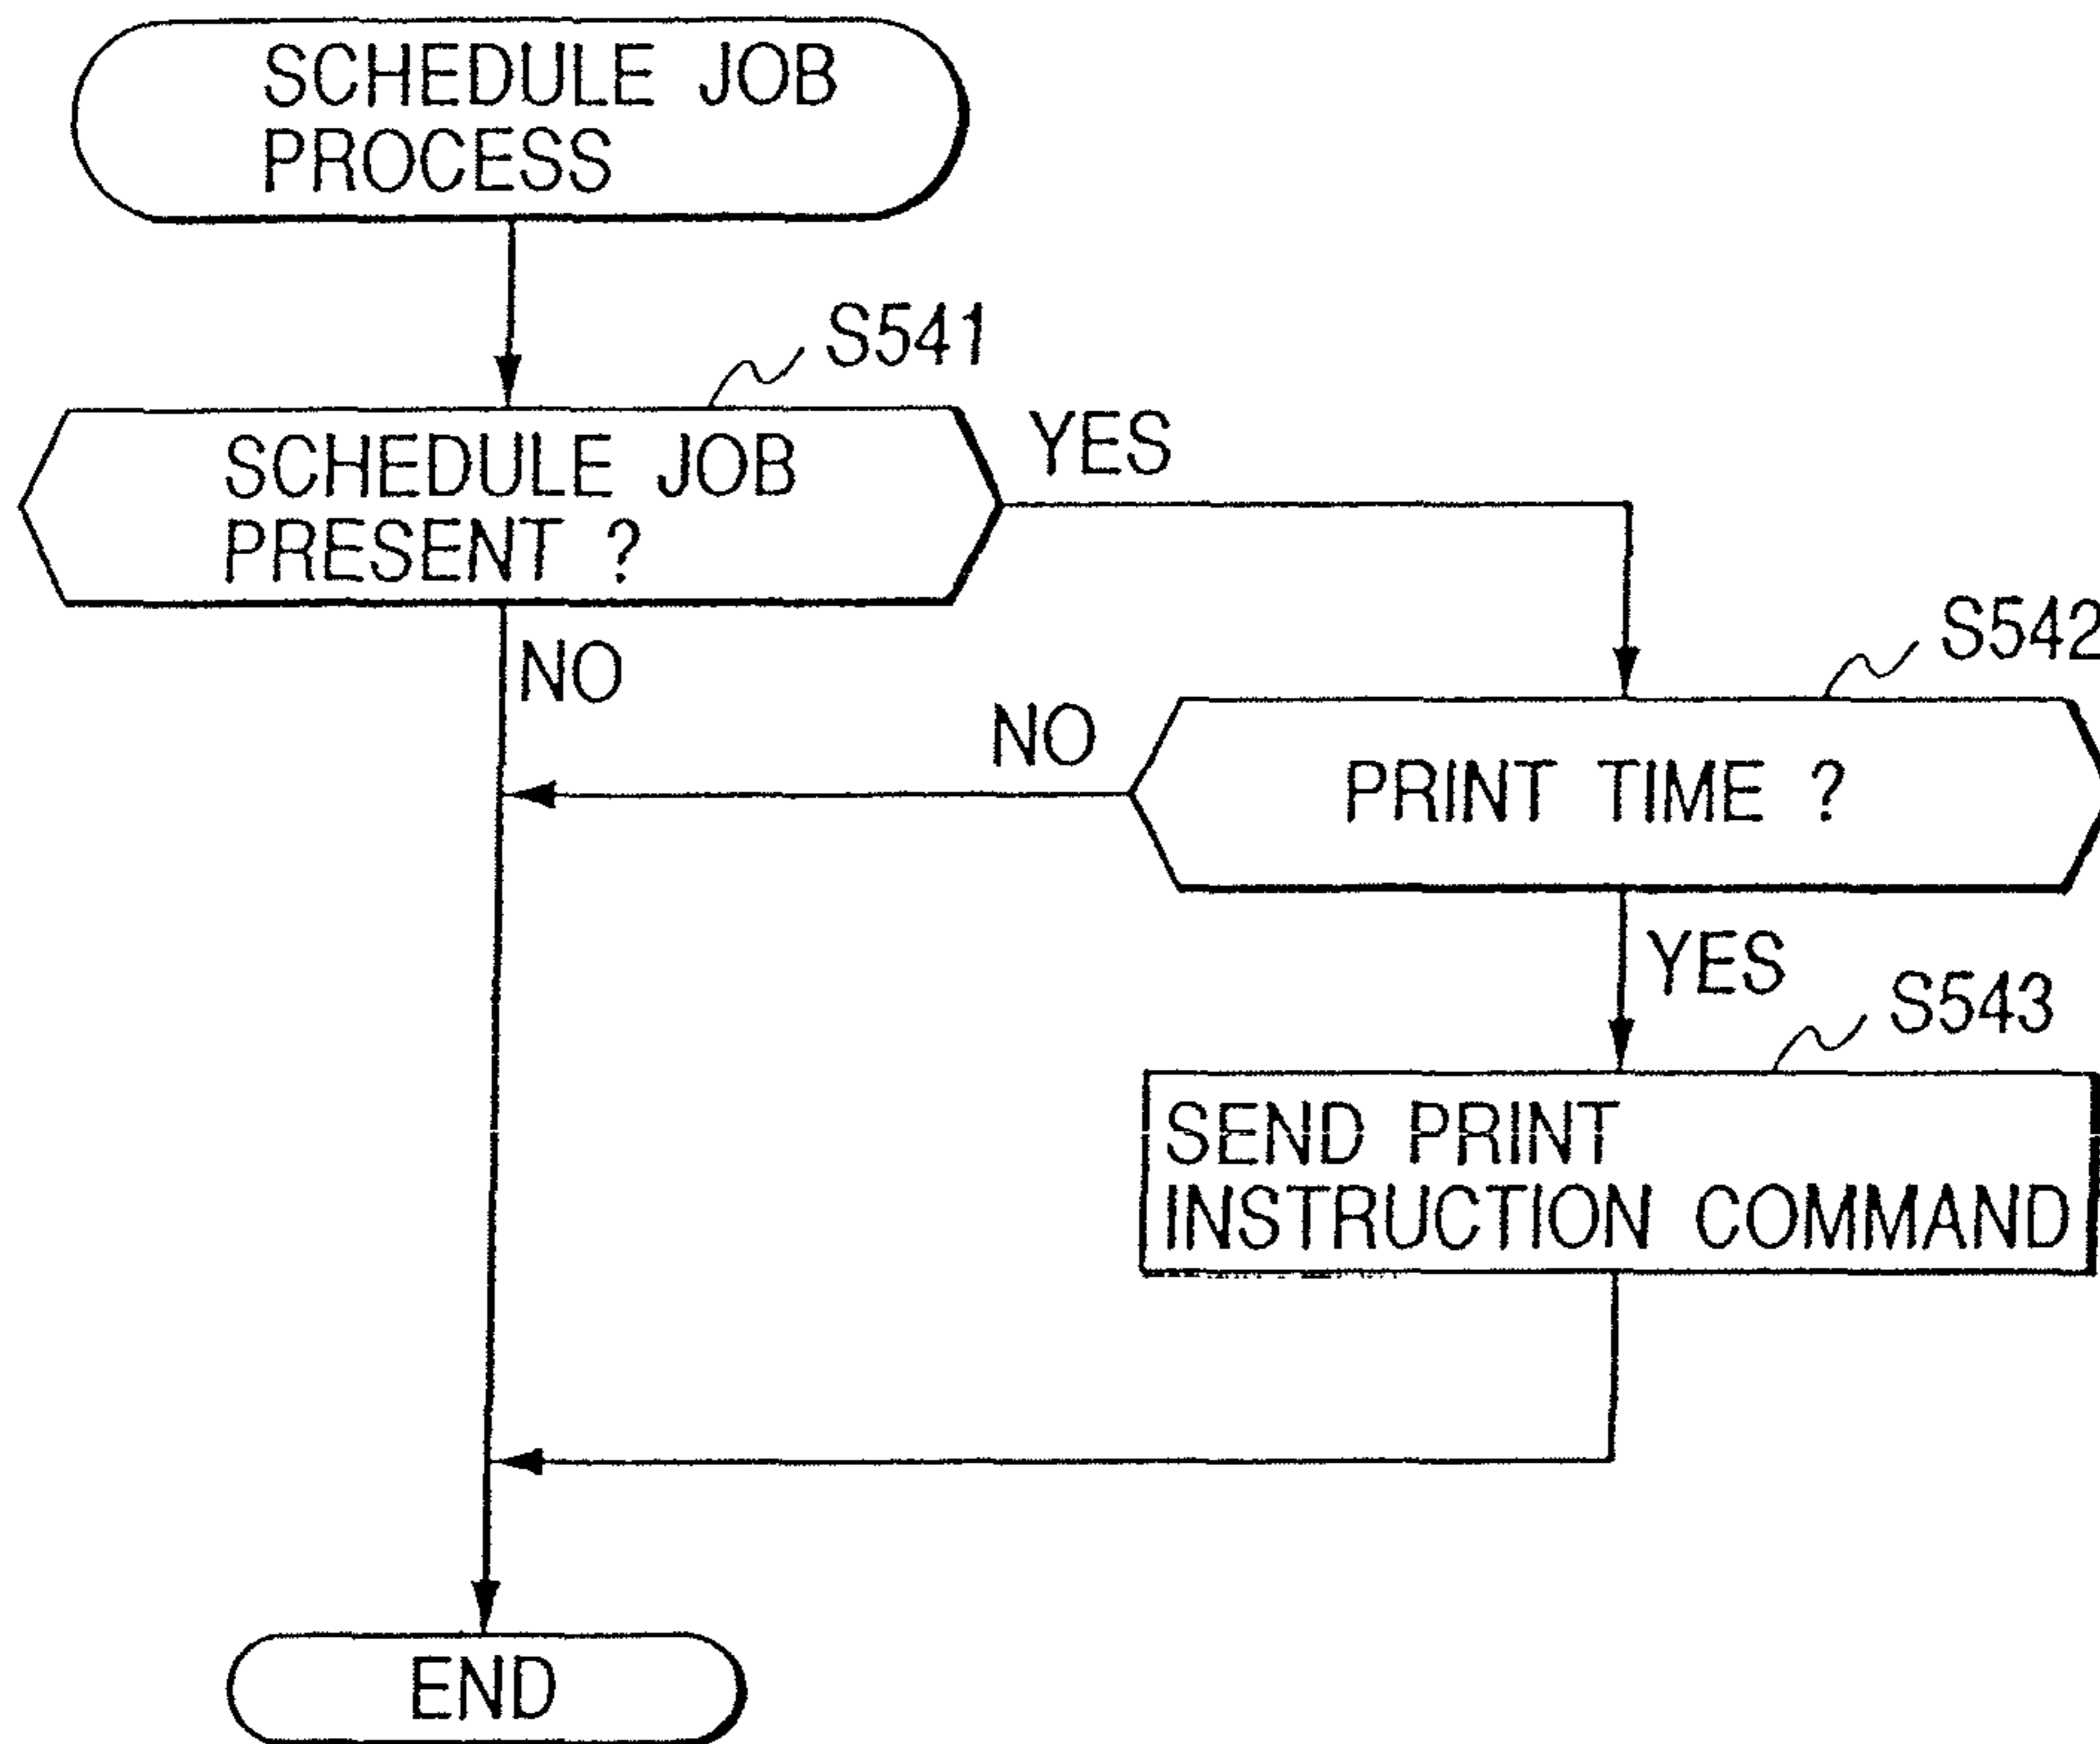 SCHEDULE JOB
PROCESS
S541
SCHEDULE JOB
PRESENT ?
YES
NO
S542
NO
PRINT TIME ?
YES
S543
SEND PRINT
INSTRUCTION COMMAND
END